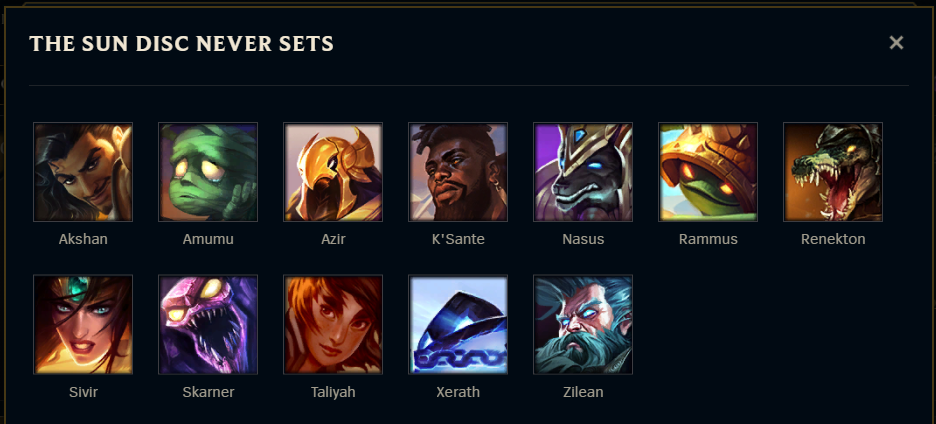 THE SUN DISC NEVER SETS
Akshan Amumu Azir K'Sante Nasus Rammus Renekton
Sivir Skarner Taliyah Xerath Zilean